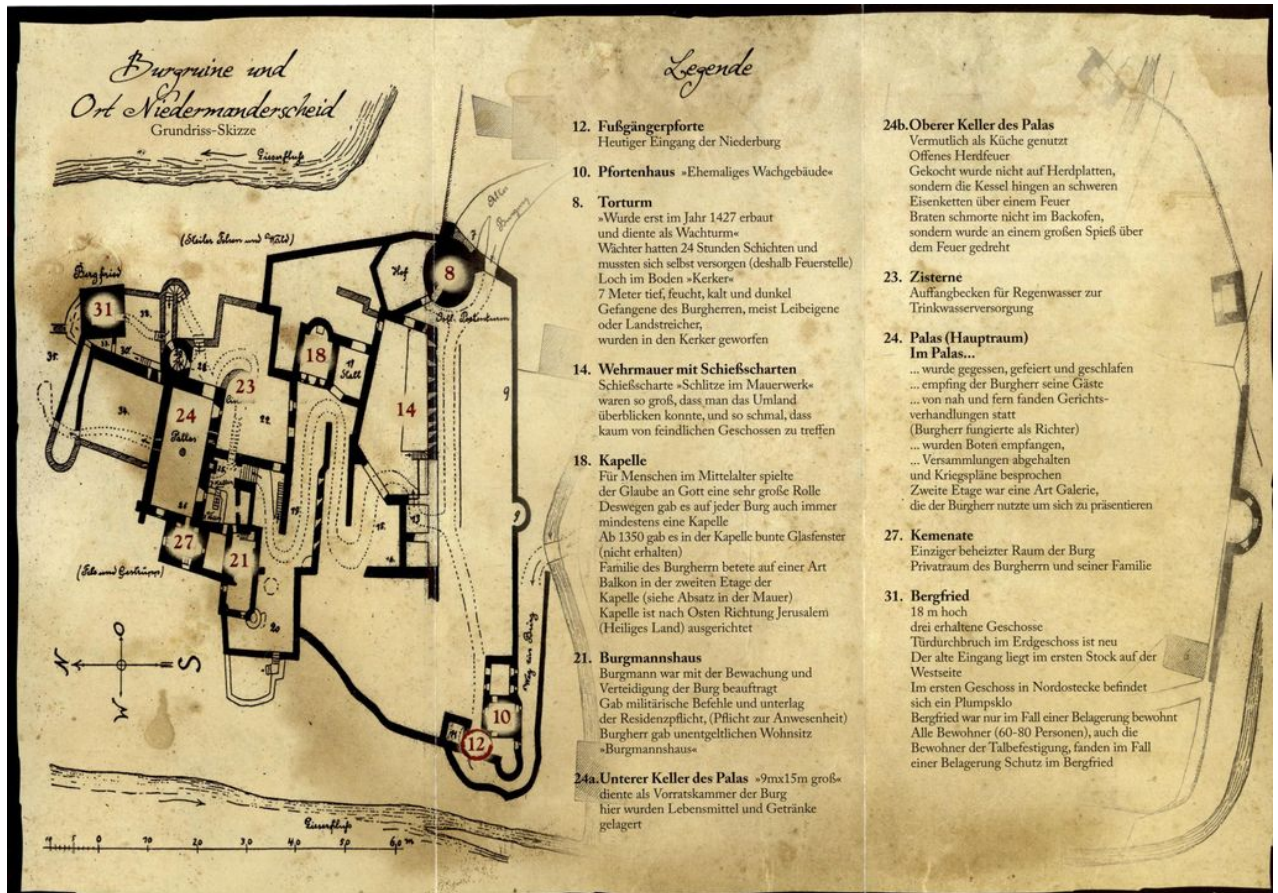 Burgruine und
Ort Niedermanderscheid
Grundriss-Skizze
Lieserfluß
(Steiler Felsen und Wald)
Bergfried
31
8
Hof
18
23
14
24
Pallas
22.
9
27
21
20
(Fels und Gestrüpp)
O
N
S
W
Weg zur Burg
10
11
12
Lieserfluß
0
10
20
30
40
50
60 m
Legende
12. Fußgängerpforte
Heutiger Eingang der Niederburg
10. Pfortenhaus »Ehemaliges Wachgebäude«
8. Torturm
»Wurde erst im Jahr 1427 erbaut
und diente als Wachturm«
Wächter hatten 24 Stunden Schichten und
mussten sich selbst versorgen (deshalb Feuerstelle)
Loch im Boden »Kerker«
7 Meter tief, feucht, kalt und dunkel
Gefangene des Burgherren, meist Leibeigene
oder Landstreicher,
wurden in den Kerker geworfen
14. Wehrmauer mit Schießscharten
Schießscharte »Schlitze im Mauerwerk«
waren so groß, dass man das Umland
überblicken konnte, und so schmal, dass
kaum von feindlichen Geschossen zu treffen
18. Kapelle
Für Menschen im Mittelalter spielte
der Glaube an Gott eine sehr große Rolle
Deswegen gab es auf jeder Burg auch immer
mindestens eine Kapelle
Ab 1350 gab es in der Kapelle bunte Glasfenster
(nicht erhalten)
Familie des Burgherrn betete auf einer Art
Balkon in der zweiten Etage der
Kapelle (siehe Absatz in der Mauer)
Kapelle ist nach Osten Richtung Jerusalem
(Heiliges Land) ausgerichtet
21. Burgmannshaus
Burgmann war mit der Bewachung und
Verteidigung der Burg beauftragt
Gab militärische Befehle und unterlag
der Residenzpflicht, (Pflicht zur Anwesenheit)
Burgherr gab unentgeltlichen Wohnsitz
»Burgmannshaus«
24a. Unterer Keller des Palas »9mx15m groß«
diente als Vorratskammer der Burg
hier wurden Lebensmittel und Getränke
gelagert
24b. Oberer Keller des Palas
Vermutlich als Küche genutzt
Offenes Herdfeuer
Gekocht wurde nicht auf Herdplatten,
sondern die Kessel hingen an schweren
Eisenketten über einem Feuer
Braten schmorte nicht im Backofen,
sondern wurde an einem großen Spieß über
dem Feuer gedreht
23. Zisterne
Auffangbecken für Regenwasser zur
Trinkwasserversorgung
24. Palas (Hauptraum)
Im Palas...
... wurde gegessen, gefeiert und geschlafen
... empfing der Burgherr seine Gäste
... von nah und fern fanden Gerichts-
verhandlungen statt
(Burgherr fungierte als Richter)
... wurden Boten empfangen,
... Versammlungen abgehalten
und Kriegspläne besprochen
Zweite Etage war eine Art Galerie,
die der Burgherr nutzte um sich zu präsentieren
27. Kemenate
Einziger beheizter Raum der Burg
Privatraum des Burgherrn und seiner Familie
31. Bergfried
18 m hoch
drei erhaltene Geschosse
Türdurchbruch im Erdgeschoss ist neu
Der alte Eingang liegt im ersten Stock auf der
Westseite
Im ersten Geschoss in Nordostecke befindet
sich ein Plumpsklo
Bergfried war nur im Fall einer Belagerung bewohnt
Alle Bewohner (60-80 Personen), auch die
Bewohner der Talbefestigung, fanden im Fall
einer Belagerung Schutz im Bergfried